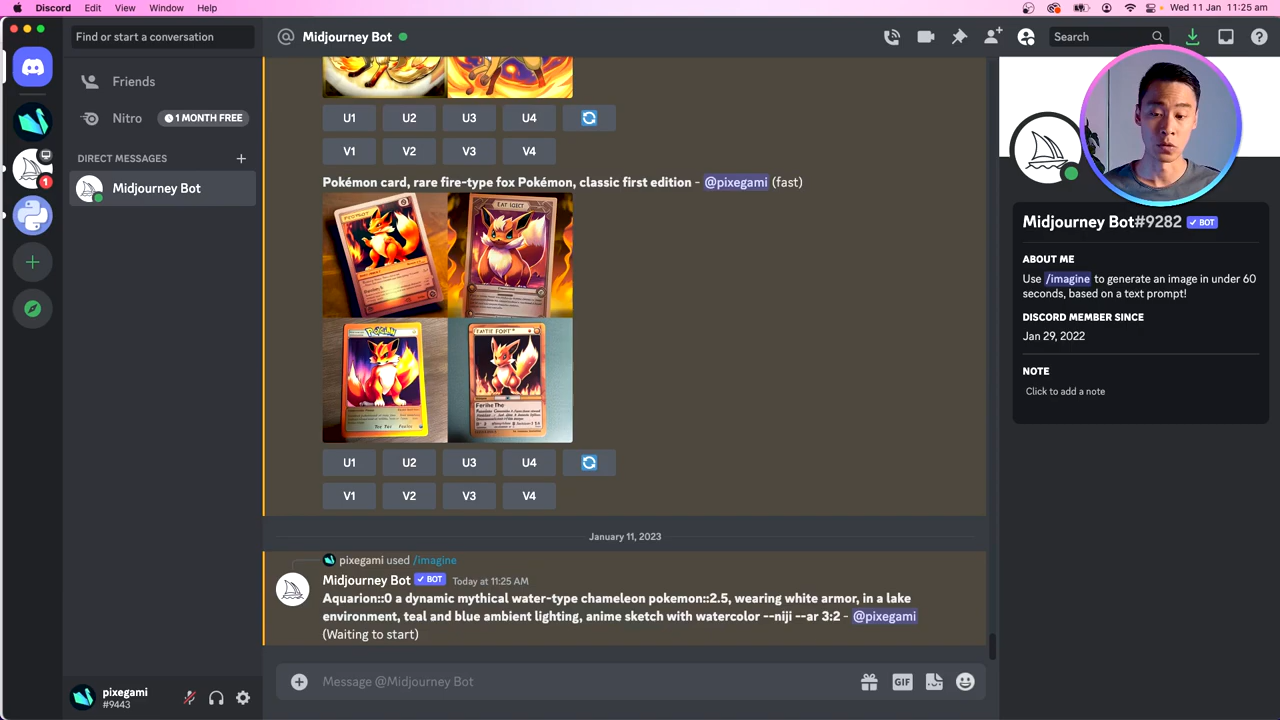 Discord Edit View Window Help
Wed 11 Jan 11:25 am
Find or start a conversation
Friends
Nitro 1 MONTH FREE
DIRECT MESSAGES
Midjourney Bot
1
pixegami
#9443
Midjourney Bot
Search
U1 U2 U3 U4
V1 V2 V3 V4
Pokémon card, rare fire-type fox Pokémon, classic first edition - @pixegami (fast)
EAT
U1 U2 U3 U4
V1 V2 V3 V4
January 11, 2023
pixegami used /imagine
Midjourney Bot BOT Today at 11:25 AM
Aquarion::0 a dynamic mythical water-type chameleon pokemon::2.5, wearing white armor, in a lake
environment, teal and blue ambient lighting, anime sketch with watercolor --niji --ar 3:2 - @pixegami
(Waiting to start)
Message @Midjourney Bot
GIF
Midjourney Bot#9282 BOT
ABOUT ME
Use /imagine to generate an image in under 60
seconds, based on a text prompt!
DISCORD MEMBER SINCE
Jan 29, 2022
NOTE
Click to add a note